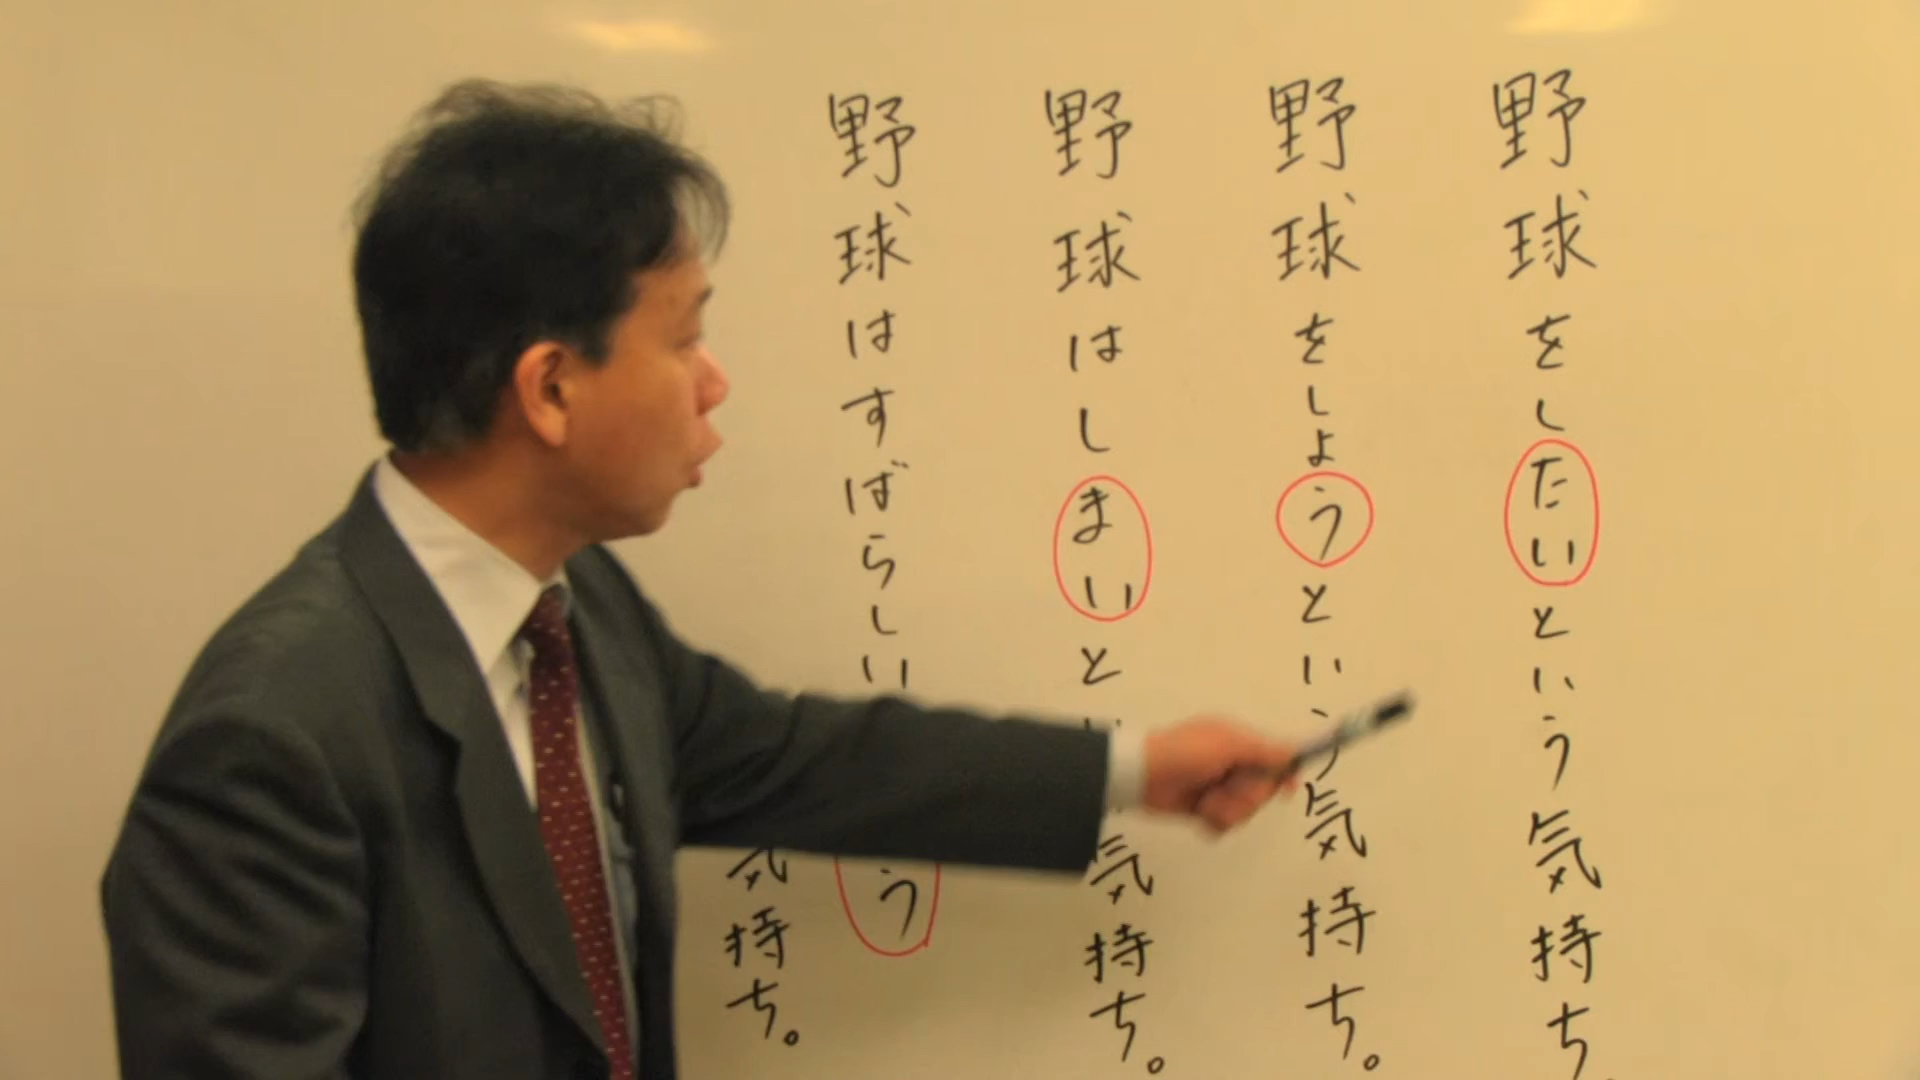 野球をしたいという気持ち。
野球をしようという気持ち。
野球はしまいと 気持ち。
野球はすばらしい う
気持ち。